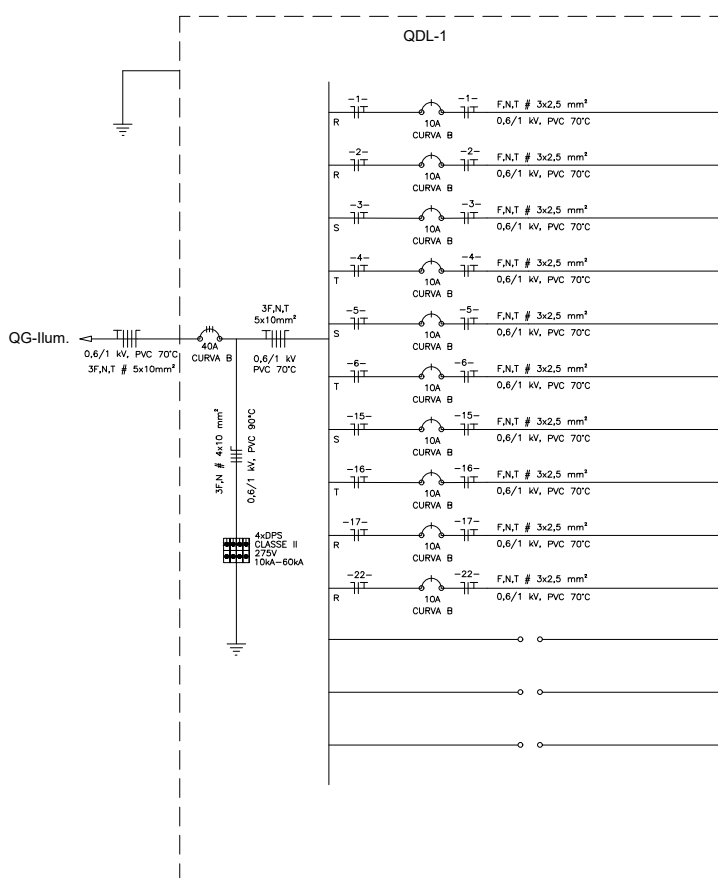 QDL-1
-1- -1- F,N,T # 3x2,5 mm²
R 10A 0,6/1 kV, PVC 70°C
CURVA B
-2- -2- F,N,T # 3x2,5 mm²
R 10A 0,6/1 kV, PVC 70°C
CURVA B
-3- -3- F,N,T # 3x2,5 mm²
S 10A 0,6/1 kV, PVC 70°C
CURVA B
-4- -4- F,N,T # 3x2,5 mm²
T 10A 0,6/1 kV, PVC 70°C
CURVA B
-5- -5- F,N,T # 3x2,5 mm²
S 10A 0,6/1 kV, PVC 70°C
CURVA B
-6- -6- F,N,T # 3x2,5 mm²
T 10A 0,6/1 kV, PVC 70°C
CURVA B
-15- -15- F,N,T # 3x2,5 mm²
S 10A 0,6/1 kV, PVC 70°C
CURVA B
-16- -16- F,N,T # 3x2,5 mm²
T 10A 0,6/1 kV, PVC 70°C
CURVA B
-17- -17- F,N,T # 3x2,5 mm²
R 10A 0,6/1 kV, PVC 70°C
CURVA B
-22- -22- F,N,T # 3x2,5 mm²
R 10A 0,6/1 kV, PVC 70°C
CURVA B
QG-Ilum.
0,6/1 kV, PVC 70°C
3F,N,T # 5x10mm²
40A
CURVA B
3F,N,T
5x10mm²
0,6/1 kV
PVC 70°C
3F,N # 4x10 mm²
0,6/1 kV, PVC 90°C
4xDPS
CLASSE II
275V
10kA-60kA